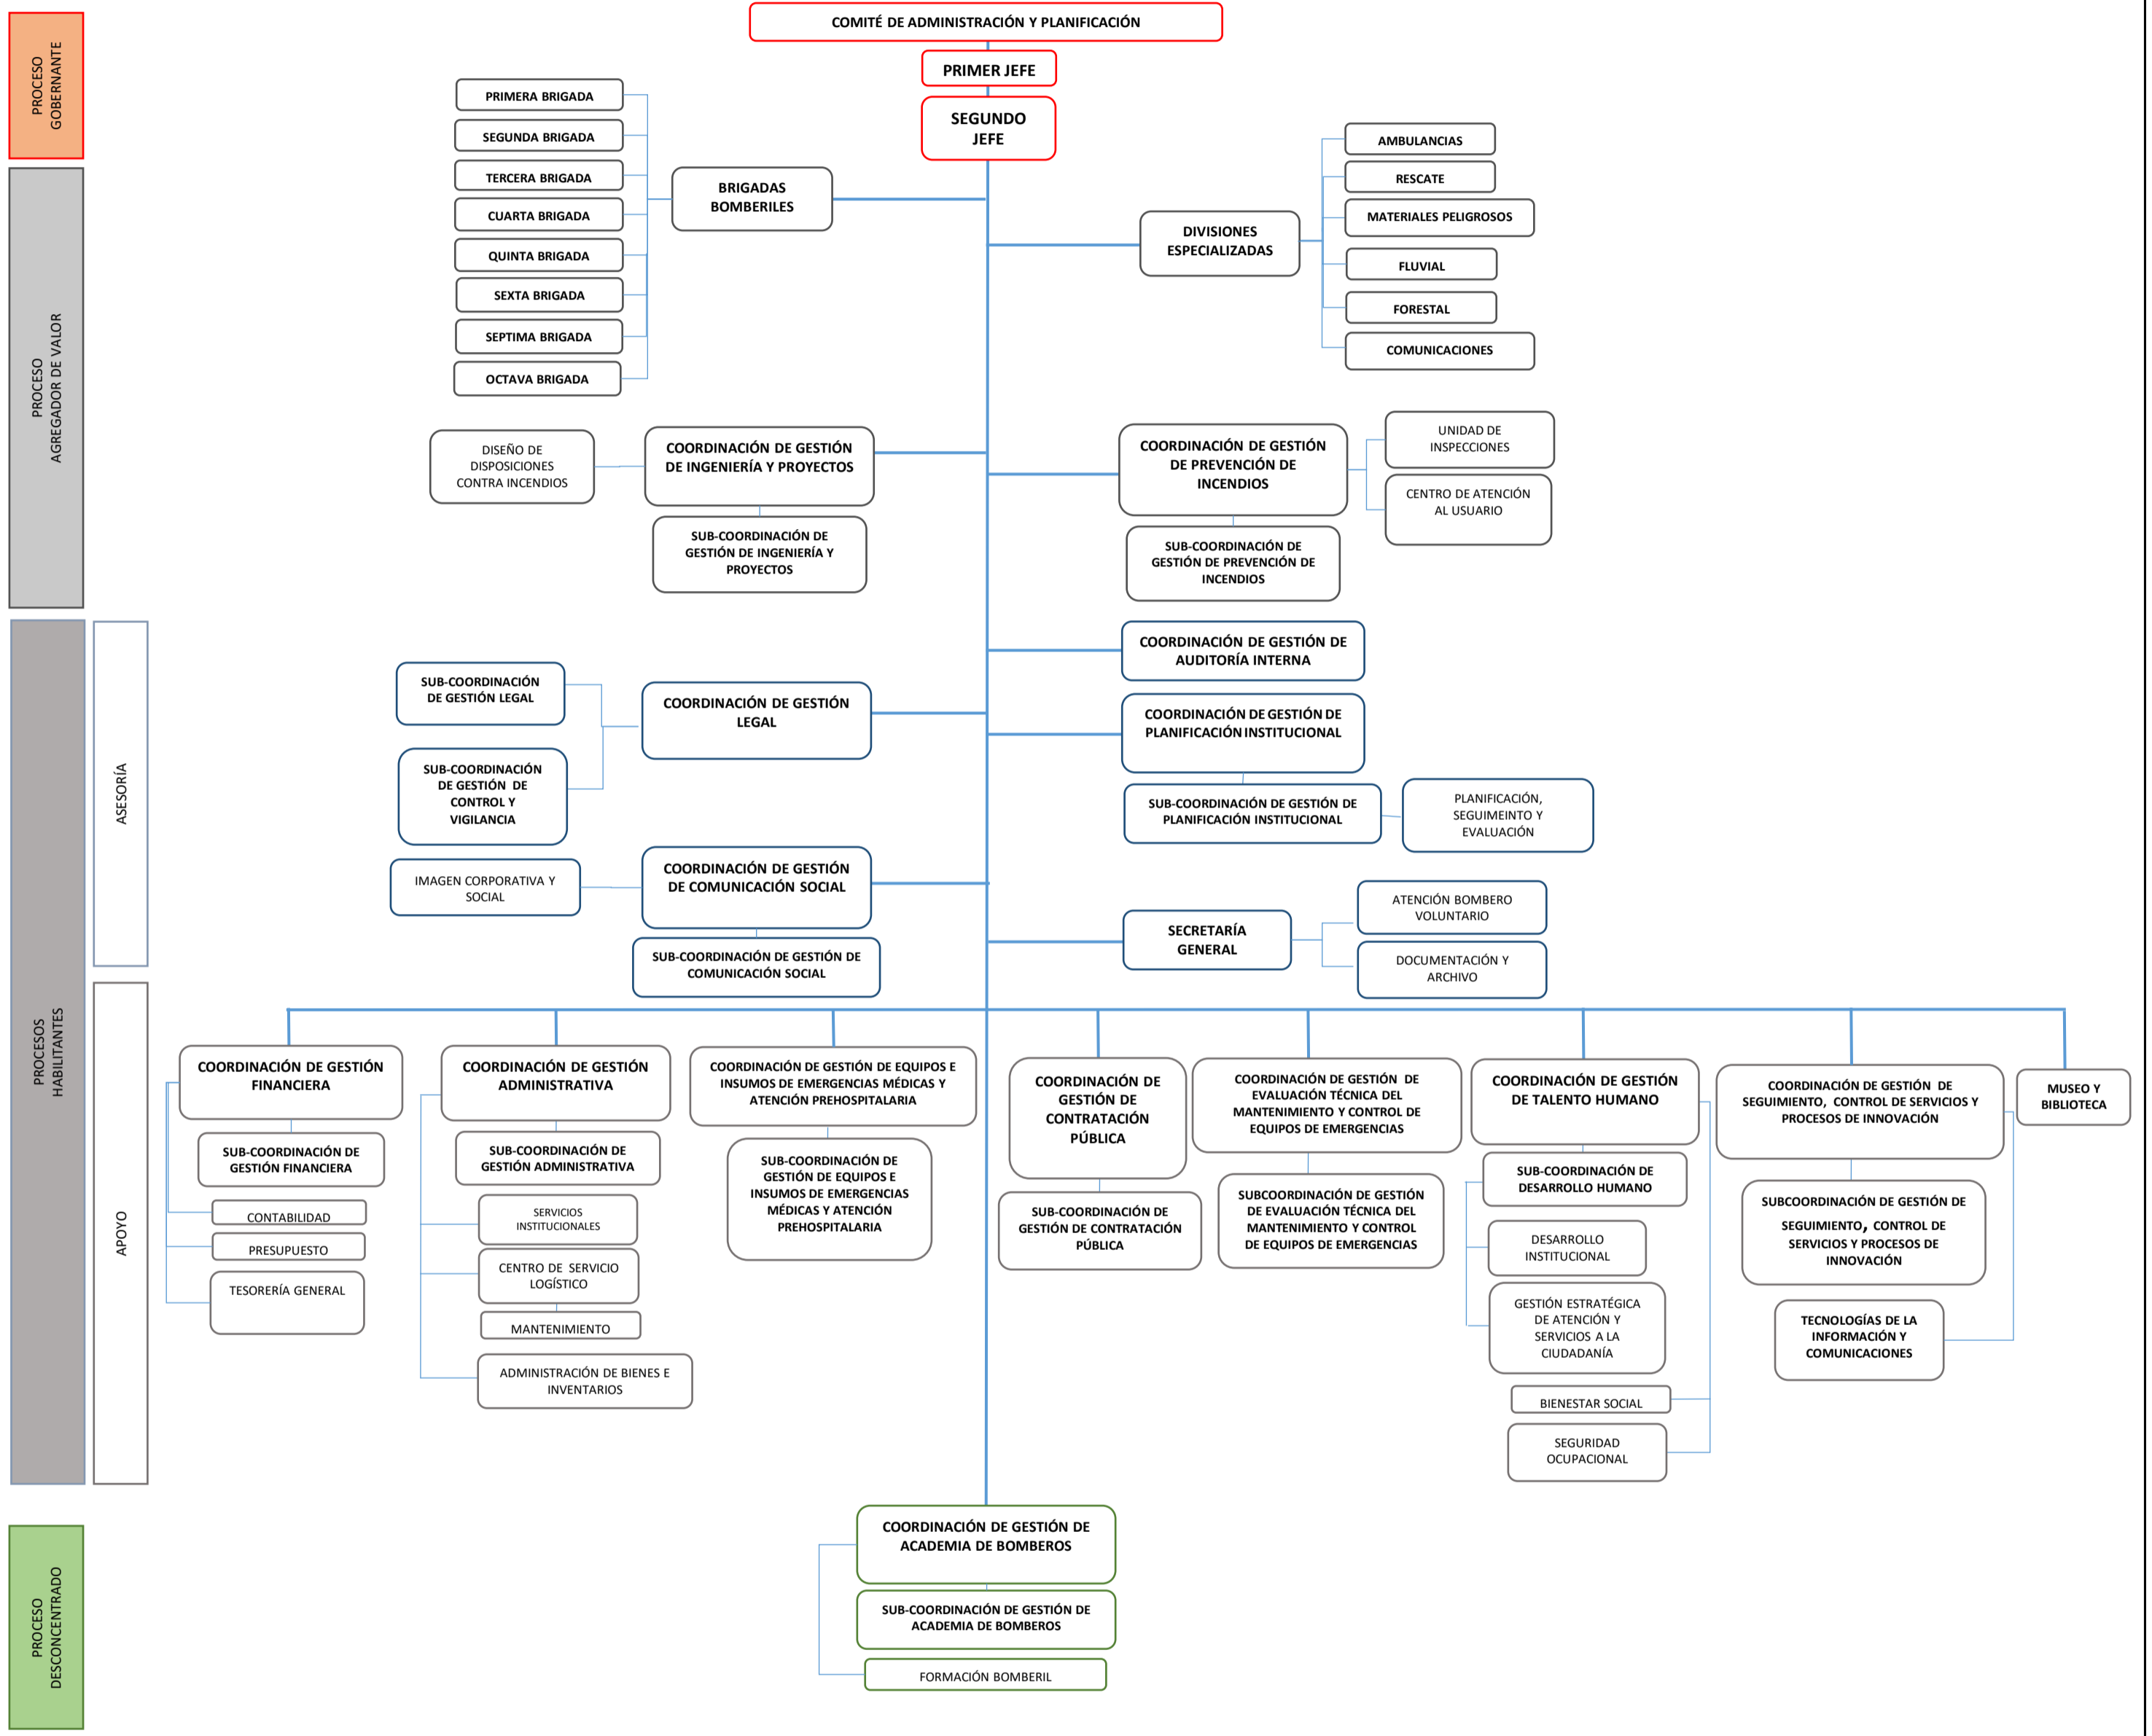 COMITÉ DE ADMINISTRACIÓN Y PLANIFICACIÓN
PRIMER JEFE
SEGUNDO
JEFE
PROCESO
GOBERNANTE
PROCESO
AGREGADOR DE VALOR
BRIGADAS
BOMBERILES
PRIMERA BRIGADA
SEGUNDA BRIGADA
TERCERA BRIGADA
CUARTA BRIGADA
QUINTA BRIGADA
SEXTA BRIGADA
SEPTIMA BRIGADA
OCTAVA BRIGADA
DIVISIONES
ESPECIALIZADAS
AMBULANCIAS
RESCATE
MATERIALES PELIGROSOS
FLUVIAL
FORESTAL
COMUNICACIONES
DISEÑO DE
DISPOSICIONES
CONTRA INCENDIOS
COORDINACIÓN DE GESTIÓN
DE INGENIERÍA Y PROYECTOS
SUB-COORDINACIÓN DE
GESTIÓN DE INGENIERÍA Y
PROYECTOS
COORDINACIÓN DE GESTIÓN
DE PREVENCIÓN DE
INCENDIOS
UNIDAD DE
INSPECCIONES
CENTRO DE ATENCIÓN
AL USUARIO
SUB-COORDINACIÓN DE
GESTIÓN DE PREVENCIÓN DE
INCENDIOS
PROCESOS
HABILITANTES
ASESORÍA
COORDINACIÓN DE GESTIÓN DE
AUDITORÍA INTERNA
SUB-COORDINACIÓN
DE GESTIÓN LEGAL
COORDINACIÓN DE GESTIÓN
LEGAL
SUB-COORDINACIÓN
DE GESTIÓN DE
CONTROL Y
VIGILANCIA
COORDINACIÓN DE GESTIÓN DE
PLANIFICACIÓN INSTITUCIONAL
SUB-COORDINACIÓN DE GESTIÓN DE
PLANIFICACIÓN INSTITUCIONAL
PLANIFICACIÓN,
SEGUIMEINTO Y
EVALUACIÓN
IMAGEN CORPORATIVA Y
SOCIAL
COORDINACIÓN DE GESTIÓN
DE COMUNICACIÓN SOCIAL
SUB-COORDINACIÓN DE GESTIÓN DE
COMUNICACIÓN SOCIAL
SECRETARÍA
GENERAL
ATENCIÓN BOMBERO
VOLUNTARIO
DOCUMENTACIÓN Y
ARCHIVO
APOYO
COORDINACIÓN DE GESTIÓN
FINANCIERA
SUB-COORDINACIÓN DE
GESTIÓN FINANCIERA
CONTABILIDAD
PRESUPUESTO
TESORERÍA GENERAL
COORDINACIÓN DE GESTIÓN
ADMINISTRATIVA
SUB-COORDINACIÓN DE
GESTIÓN ADMINISTRATIVA
SERVICIOS
INSTITUCIONALES
CENTRO DE SERVICIO
LOGÍSTICO
MANTENIMIENTO
ADMINISTRACIÓN DE BIENES E
INVENTARIOS
COORDINACIÓN DE GESTIÓN DE EQUIPOS E
INSUMOS DE EMERGENCIAS MÉDICAS Y
ATENCIÓN PREHOSPITALARIA
SUB-COORDINACIÓN DE
GESTIÓN DE EQUIPOS E
INSUMOS DE EMERGENCIAS
MÉDICAS Y ATENCIÓN
PREHOSPITALARIA
COORDINACIÓN DE
GESTIÓN DE
CONTRATACIÓN
PÚBLICA
SUB-COORDINACIÓN DE
GESTIÓN DE CONTRATACIÓN
PÚBLICA
COORDINACIÓN DE GESTIÓN DE
EVALUACIÓN TÉCNICA DEL
MANTENIMIENTO Y CONTROL DE
EQUIPOS DE EMERGENCIAS
SUBCOORDINACIÓN DE GESTIÓN
DE EVALUACIÓN TÉCNICA DEL
MANTENIMIENTO Y CONTROL
DE EQUIPOS DE EMERGENCIAS
COORDINACIÓN DE GESTIÓN
DE TALENTO HUMANO
SUB-COORDINACIÓN DE
DESARROLLO HUMANO
DESARROLLO
INSTITUCIONAL
GESTIÓN ESTRATÉGICA
DE ATENCIÓN Y
SERVICIOS A LA
CIUDADANÍA
BIENESTAR SOCIAL
SEGURIDAD
OCUPACIONAL
COORDINACIÓN DE GESTIÓN DE
SEGUIMIENTO, CONTROL DE SERVICIOS Y
PROCESOS DE INNOVACIÓN
SUBCOORDINACIÓN DE GESTIÓN DE
SEGUIMIENTO, CONTROL DE
SERVICIOS Y PROCESOS DE
INNOVACIÓN
TECNOLOGÍAS DE LA
INFORMACIÓN Y
COMUNICACIONES
MUSEO Y
BIBLIOTECA
PROCESO
DESCONCENTRADO
COORDINACIÓN DE GESTIÓN DE
ACADEMIA DE BOMBEROS
SUB-COORDINACIÓN DE GESTIÓN DE
ACADEMIA DE BOMBEROS
FORMACIÓN BOMBERIL